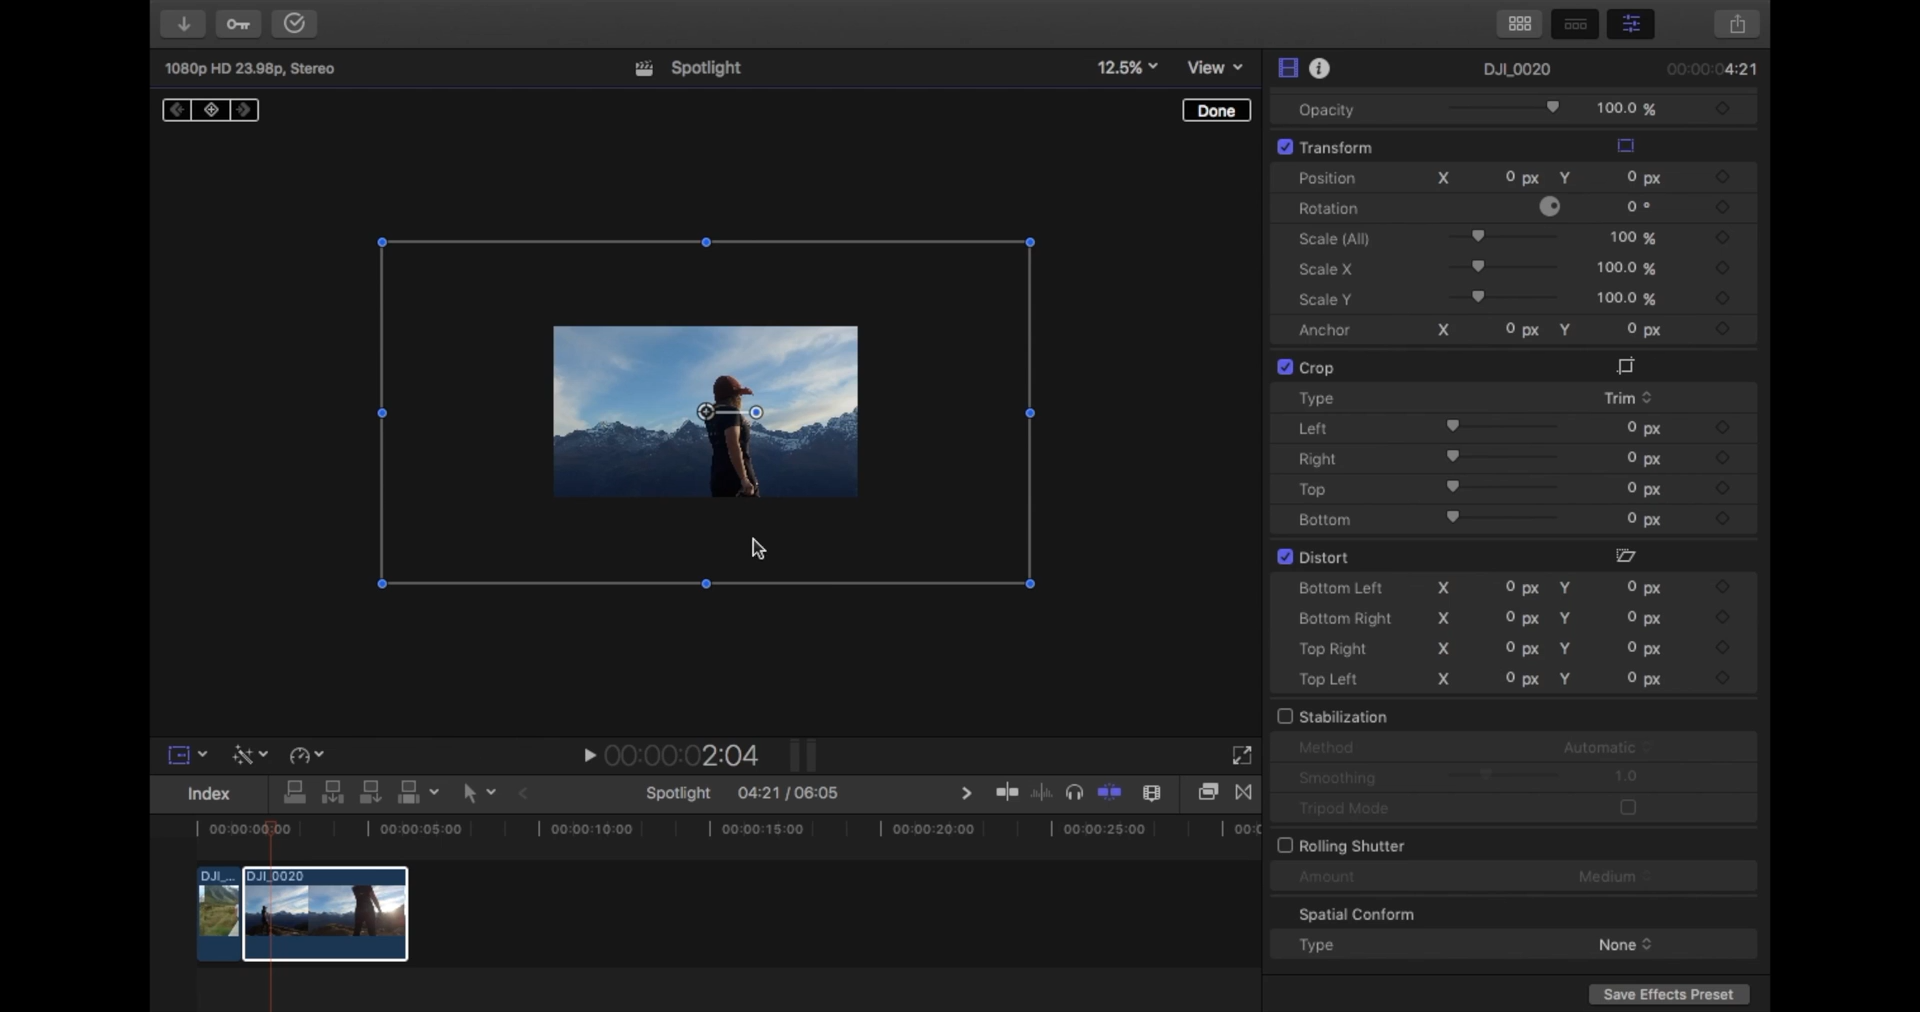 1080p HD 23.98p, Stereo
Spotlight
12.5%
View
DJI_0020
00:00:04:21
Done
Opacity 100.0 %
Transform
Position X 0 px Y 0 px
Rotation 0 °
Scale (All) 100 %
Scale X 100.0 %
Scale Y 100.0 %
Anchor X 0 px Y 0 px
Crop
Type Trim
Left 0 px
Right 0 px
Top 0 px
Bottom 0 px
Distort
Bottom Left X 0 px Y 0 px
Bottom Right X 0 px Y 0 px
Top Right X 0 px Y 0 px
Top Left X 0 px Y 0 px
Stabilization
Method Automatic
Smoothing 1.0
Tripod Mode
Rolling Shutter
Amount Medium
Spatial Conform
Type None
Save Effects Preset
00:00:02:04
Index
Spotlight 04:21 / 06:05
00:00:00:00 00:00:05:00 00:00:10:00 00:00:15:00 00:00:20:00 00:00:25:00 00:0
DJI_... DJI_0020